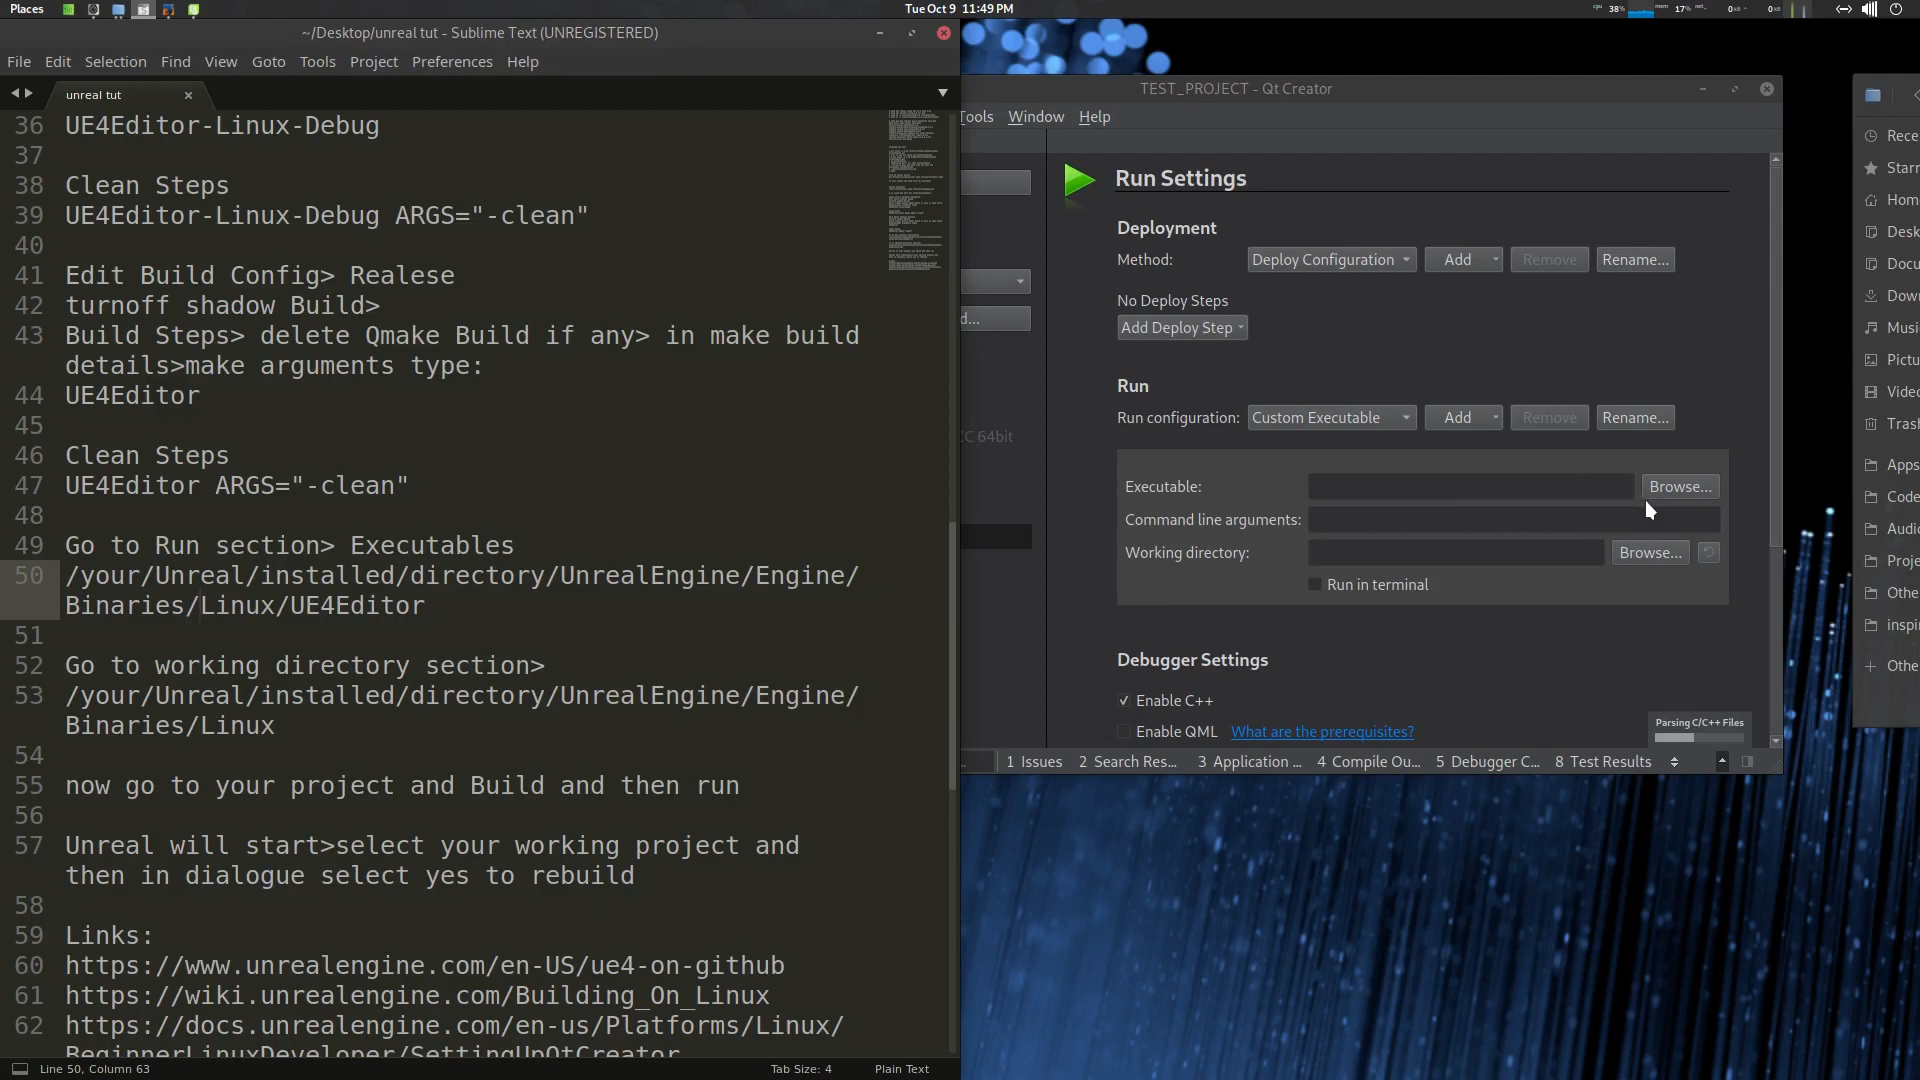 Places
Tue Oct 9 11:49 PM
cpu 38% mem 17% net
~/Desktop/unreal tut - Sublime Text (UNREGISTERED)
File Edit Selection Find View Goto Tools Project Preferences Help
unreal tut
36 UE4Editor-Linux-Debug
37
38 Clean Steps
39 UE4Editor-Linux-Debug ARGS="-clean"
40
41 Edit Build Config> Realese
42 turnoff shadow Build>
43 Build Steps> delete Qmake Build if any> in make build
details>make arguments type:
44 UE4Editor
45
46 Clean Steps
47 UE4Editor ARGS="-clean"
48
49 Go to Run section> Executables
50 /your/Unreal/installed/directory/UnrealEngine/Engine/
Binaries/Linux/UE4Editor
51
52 Go to working directory section>
53 /your/Unreal/installed/directory/UnrealEngine/Engine/
Binaries/Linux
54
55 now go to your project and Build and then run
56
57 Unreal will start>select your working project and
then in dialogue select yes to rebuild
58
59 Links:
60 https://www.unrealengine.com/en-US/ue4-on-github
61 https://wiki.unrealengine.com/Building_On_Linux
62 https://docs.unrealengine.com/en-us/Platforms/Linux/
BeginnerLinuxDeveloper/SettingUpQtCreator
Line 50, Column 63
Tab Size: 4
Plain Text
TEST_PROJECT - Qt Creator
Tools Window Help
d...
CC 64bit
Run Settings
Deployment
Method: Deploy Configuration Add Remove Rename...
No Deploy Steps
Add Deploy Step
Run
Run configuration: Custom Executable Add Remove Rename...
Executable: Browse...
Command line arguments:
Working directory: Browse...
Run in terminal
Debugger Settings
Enable C++
Enable QML What are the prerequisites?
Parsing C/C++ Files
1 Issues 2 Search Res... 3 Application ... 4 Compile Ou... 5 Debugger C... 8 Test Results
Rece
Starr
Hom
Desk
Docu
Dow
Musi
Pictu
Vide
Trash
Apps
Code
Audi
Proje
Othe
inspi
Othe